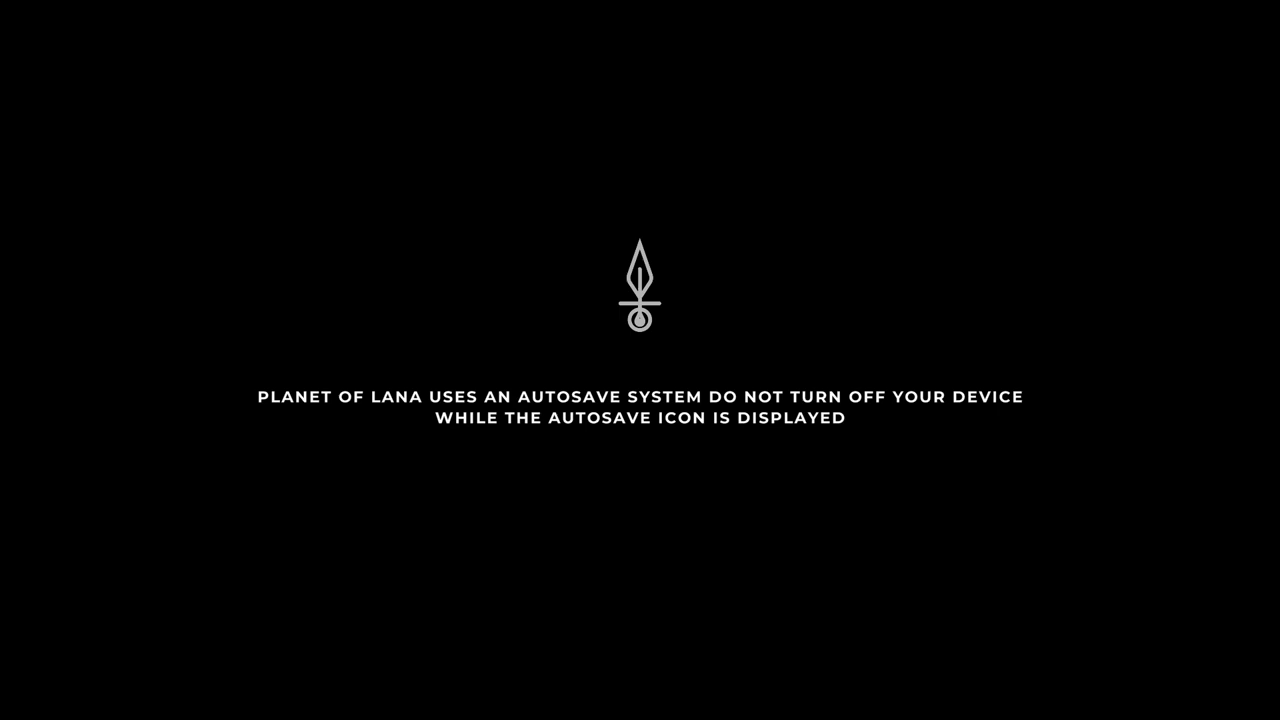 PLANET OF LANA USES AN AUTOSAVE SYSTEM DO NOT TURN OFF YOUR DEVICE
WHILE THE AUTOSAVE ICON IS DISPLAYED